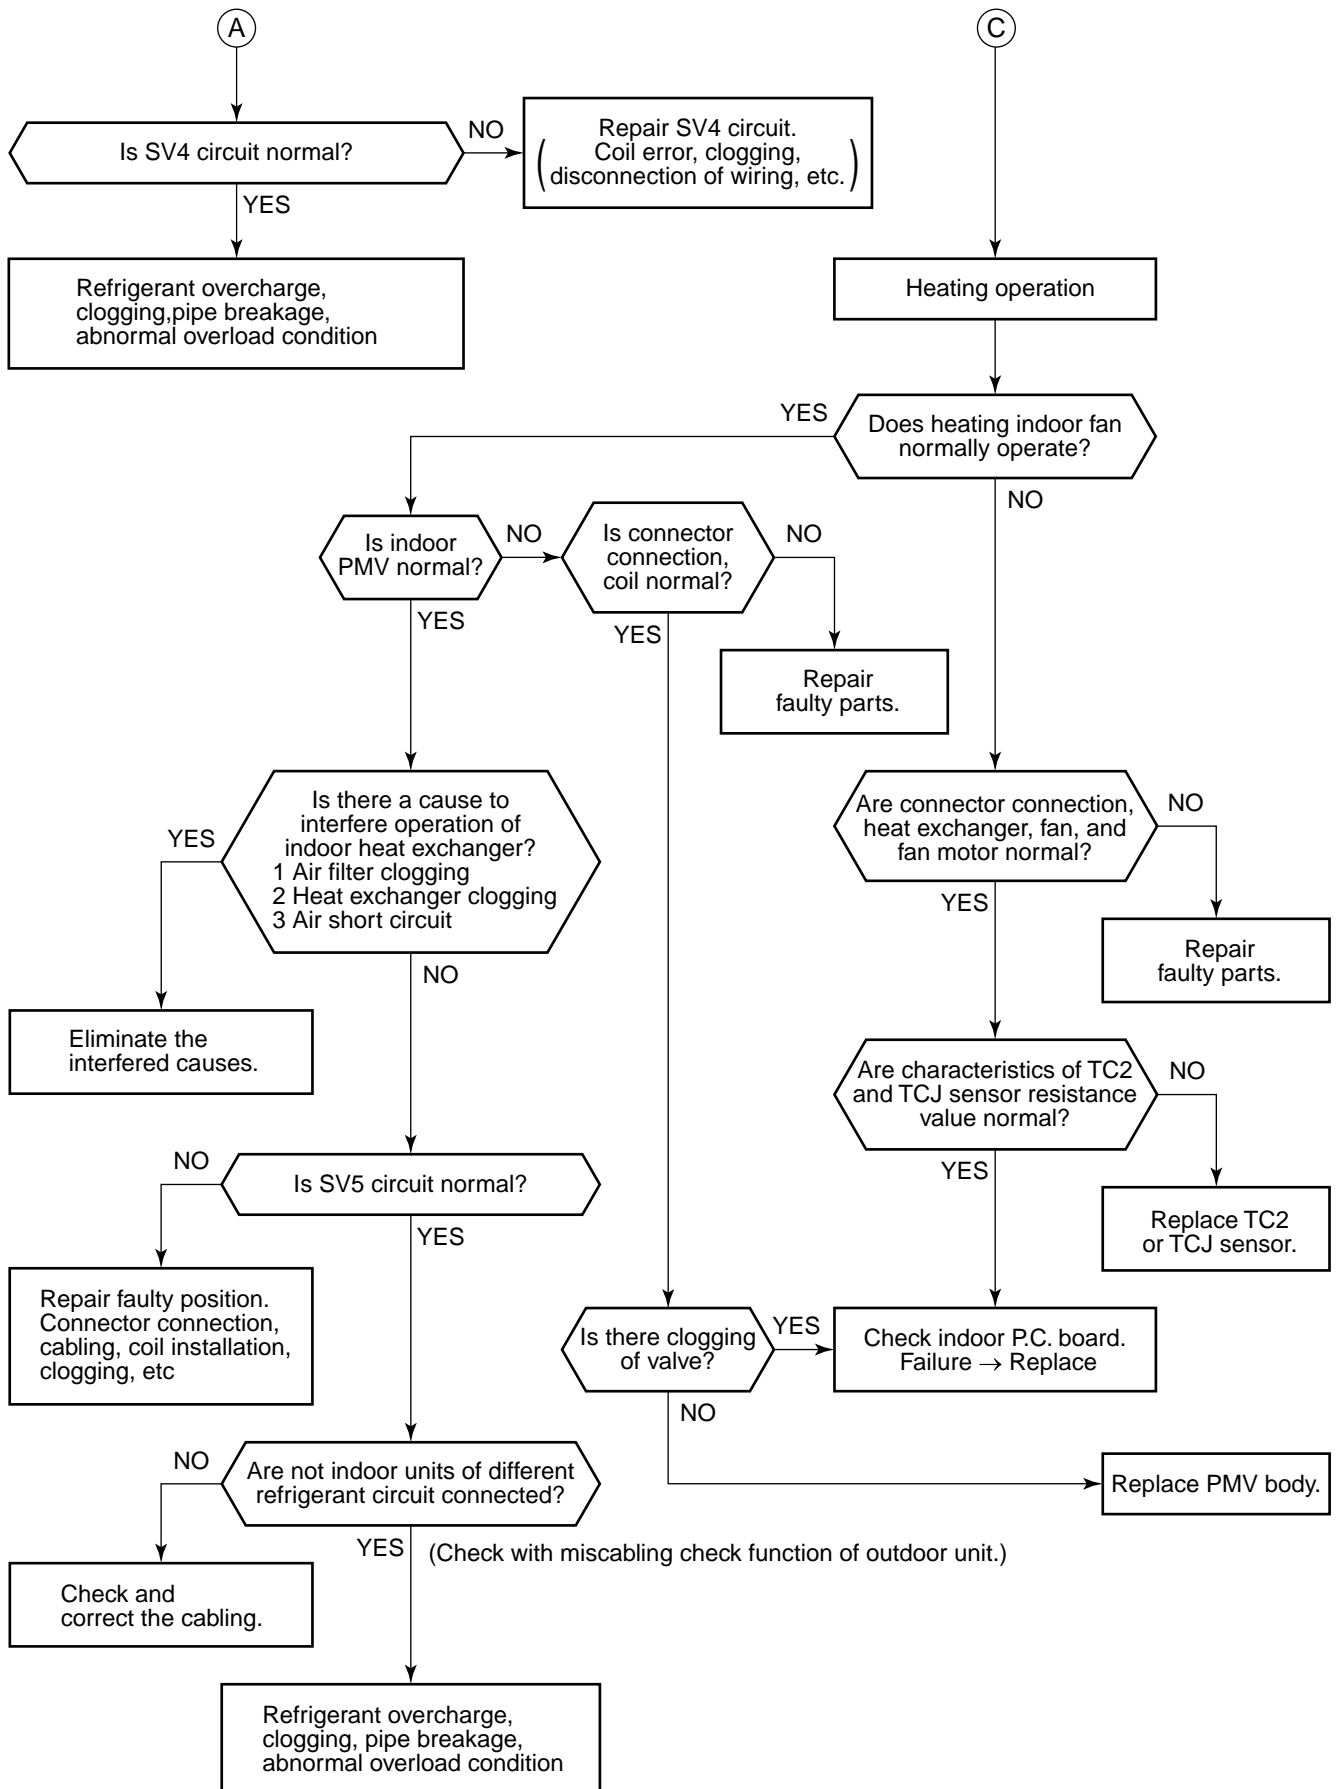 A
C
Is SV4 circuit normal?
NO
Repair SV4 circuit.
(Coil error, clogging,
disconnection of wiring, etc.)
YES
Refrigerant overcharge,
clogging,pipe breakage,
abnormal overload condition
Heating operation
YES
Does heating indoor fan
normally operate?
NO
Is indoor
PMV normal?
NO
Is connector
connection,
coil normal?
NO
YES
YES
Repair
faulty parts.
Is there a cause to
interfere operation of
indoor heat exchanger?
1 Air filter clogging
2 Heat exchanger clogging
3 Air short circuit
YES
NO
Are connector connection,
heat exchanger, fan, and
fan motor normal?
NO
YES
Repair
faulty parts.
Eliminate the
interfered causes.
Are characteristics of TC2
and TCJ sensor resistance
value normal?
NO
YES
Replace TC2
or TCJ sensor.
NO
Is SV5 circuit normal?
YES
Repair faulty position.
Connector connection,
cabling, coil installation,
clogging, etc
Is there clogging
of valve?
YES
Check indoor P.C. board.
Failure → Replace
NO
Replace PMV body.
NO
Are not indoor units of different
refrigerant circuit connected?
YES
(Check with miscabling check function of outdoor unit.)
Check and
correct the cabling.
Refrigerant overcharge,
clogging, pipe breakage,
abnormal overload condition